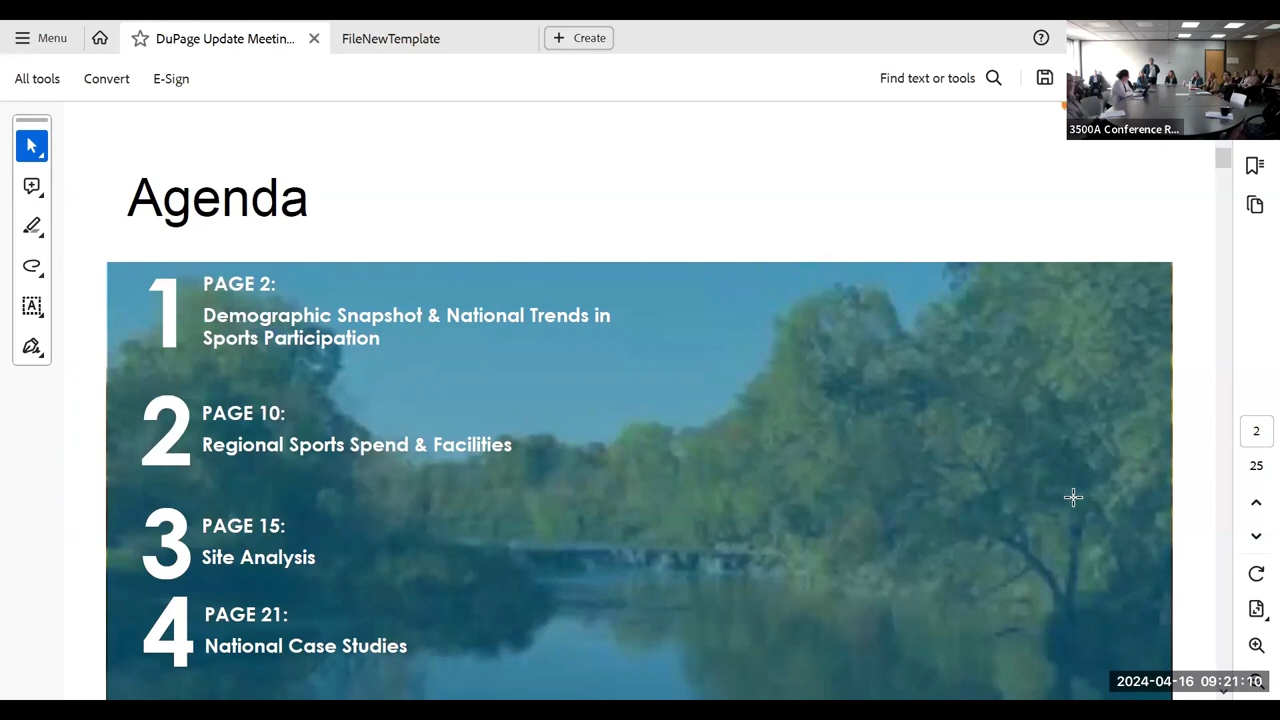 Menu
DuPage Update Meetin...
FileNewTemplate
Create
All tools
Convert
E-Sign
Find text or tools
3500A Conference R...
Agenda
1
PAGE 2:
Demographic Snapshot & National Trends in
Sports Participation
2
PAGE 10:
Regional Sports Spend & Facilities
3
PAGE 15:
Site Analysis
4
PAGE 21:
National Case Studies
2
25
2024-04-16 09:21:10